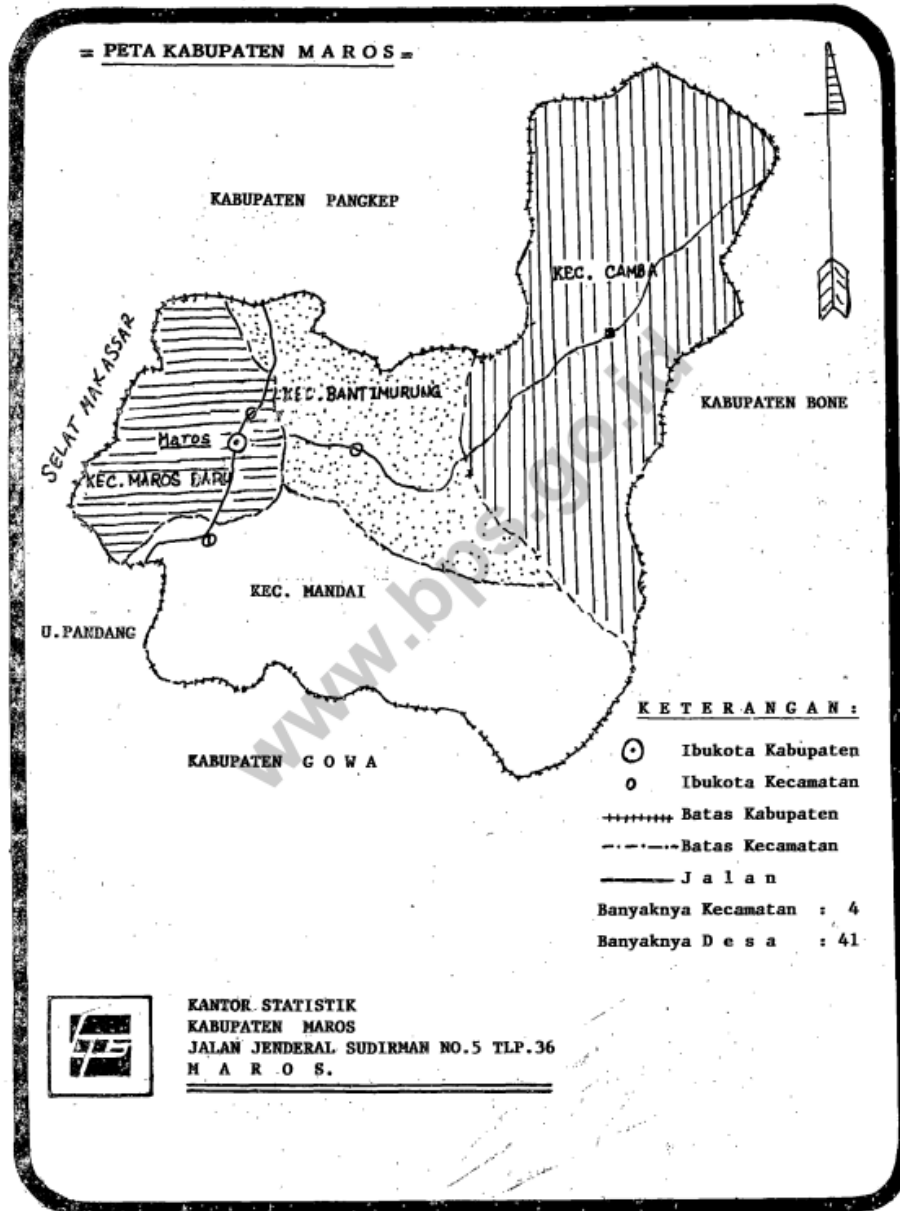 = PETA KABUPATEN M A R O S =
KABUPATEN PANGKEP
KEC. CAMBA
SELAT MAKASSAR
KEC. BANTIMURUNG
KABUPATEN BONE
Maros
KEC. MAROS BARU
KEC. MANDAI
U.PANDANG
KABUPATEN G O W A
K E T E R A N G A N :
Ibukota Kabupaten
Ibukota Kecamatan
Batas Kabupaten
Batas Kecamatan
J a l a n
Banyaknya Kecamatan : 4
Banyaknya D e s a : 41
KANTOR STATISTIK
KABUPATEN MAROS
JALAN JENDERAL SUDIRMAN NO.5 TLP.36
M A R O S.
www.bps.go.id